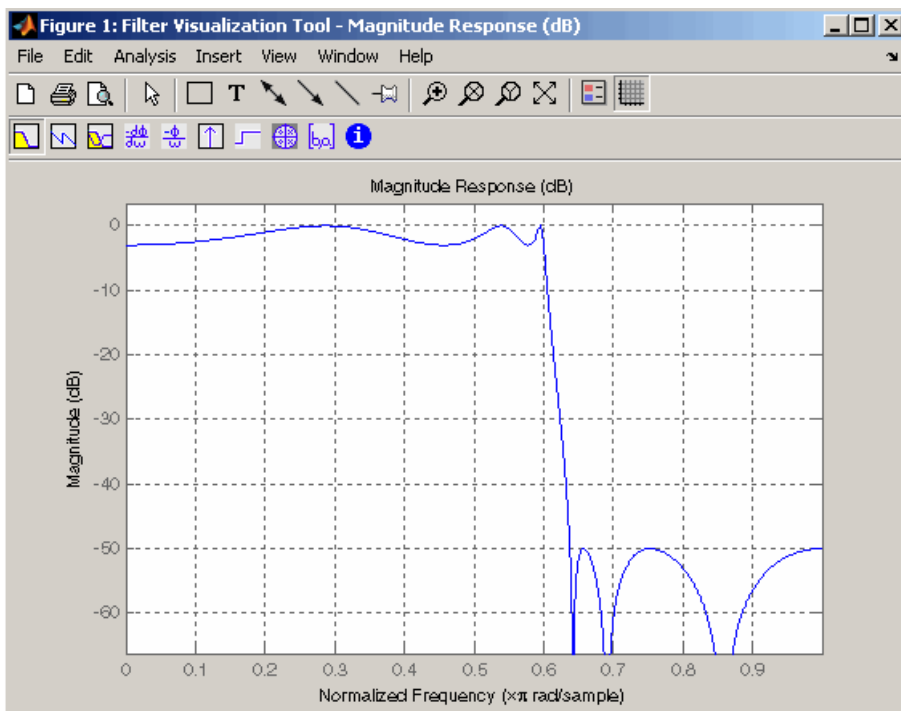 Figure 1: Filter Visualization Tool - Magnitude Response (dB)
File Edit Analysis Insert View Window Help
T
-dϕ
dω
-ϕ
ω
[b,a]
i
Magnitude Response (dB)
Magnitude (dB)
0
-10
-20
-30
-40
-50
-60
0 0.1 0.2 0.3 0.4 0.5 0.6 0.7 0.8 0.9
Normalized Frequency (×π rad/sample)